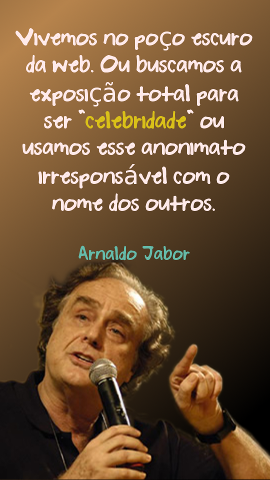 Vivemos no poço escuro
da web. Ou buscamos a
exposição total para
ser "celebridade" ou
usamos esse anonimato
irresponsável com o
nome dos outros.
Arnaldo Jabor